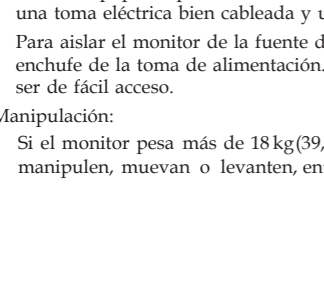 una toma eléctrica bien cableada y u
Para aislar el monitor de la fuente d
enchufe de la toma de alimentación.
ser de fácil acceso.
Manipulación:
Si el monitor pesa más de 18 kg(39,
manipulen, muevan o levanten, en